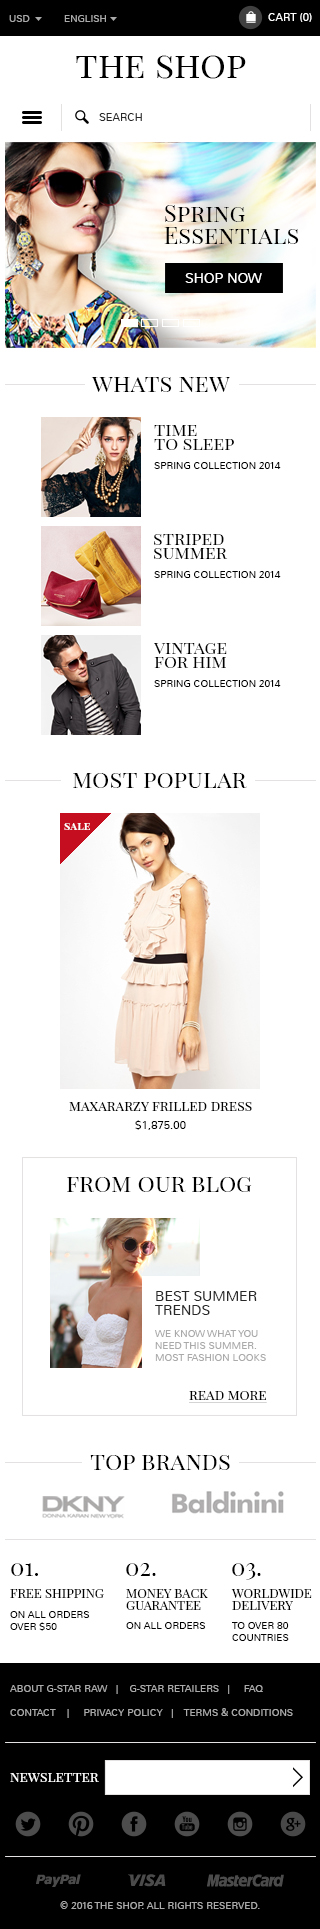 USD ENGLISH CART (0)
THE SHOP
SEARCH
SPRING
ESSENTIALS
SHOP NOW
WHATS NEW
TIME
TO SLEEP
SPRING COLLECTION 2014
STRIPED
SUMMER
SPRING COLLECTION 2014
VINTAGE
FOR HIM
SPRING COLLECTION 2014
MOST POPULAR
SALE
MAXARARZY FRILLED DRESS
$1,875.00
FROM OUR BLOG
BEST SUMMER
TRENDS
WE KNOW WHAT YOU
NEED THIS SUMMER.
MOST FASHION LOOKS
READ MORE
TOP BRANDS
DKNY
DONNA KARAN NEW YORK
Baldinini
01.
FREE SHIPPING
ON ALL ORDERS
OVER $50
02.
MONEY BACK
GUARANTEE
ON ALL ORDERS
03.
WORLDWIDE
DELIVERY
TO OVER 80
COUNTRIES
ABOUT G-STAR RAW | G-STAR RETAILERS | FAQ
CONTACT | PRIVACY POLICY | TERMS & CONDITIONS
NEWSLETTER
You Tube g+
PayPal VISA MasterCard
© 2016 THE SHOP. ALL RIGHTS RESERVED.